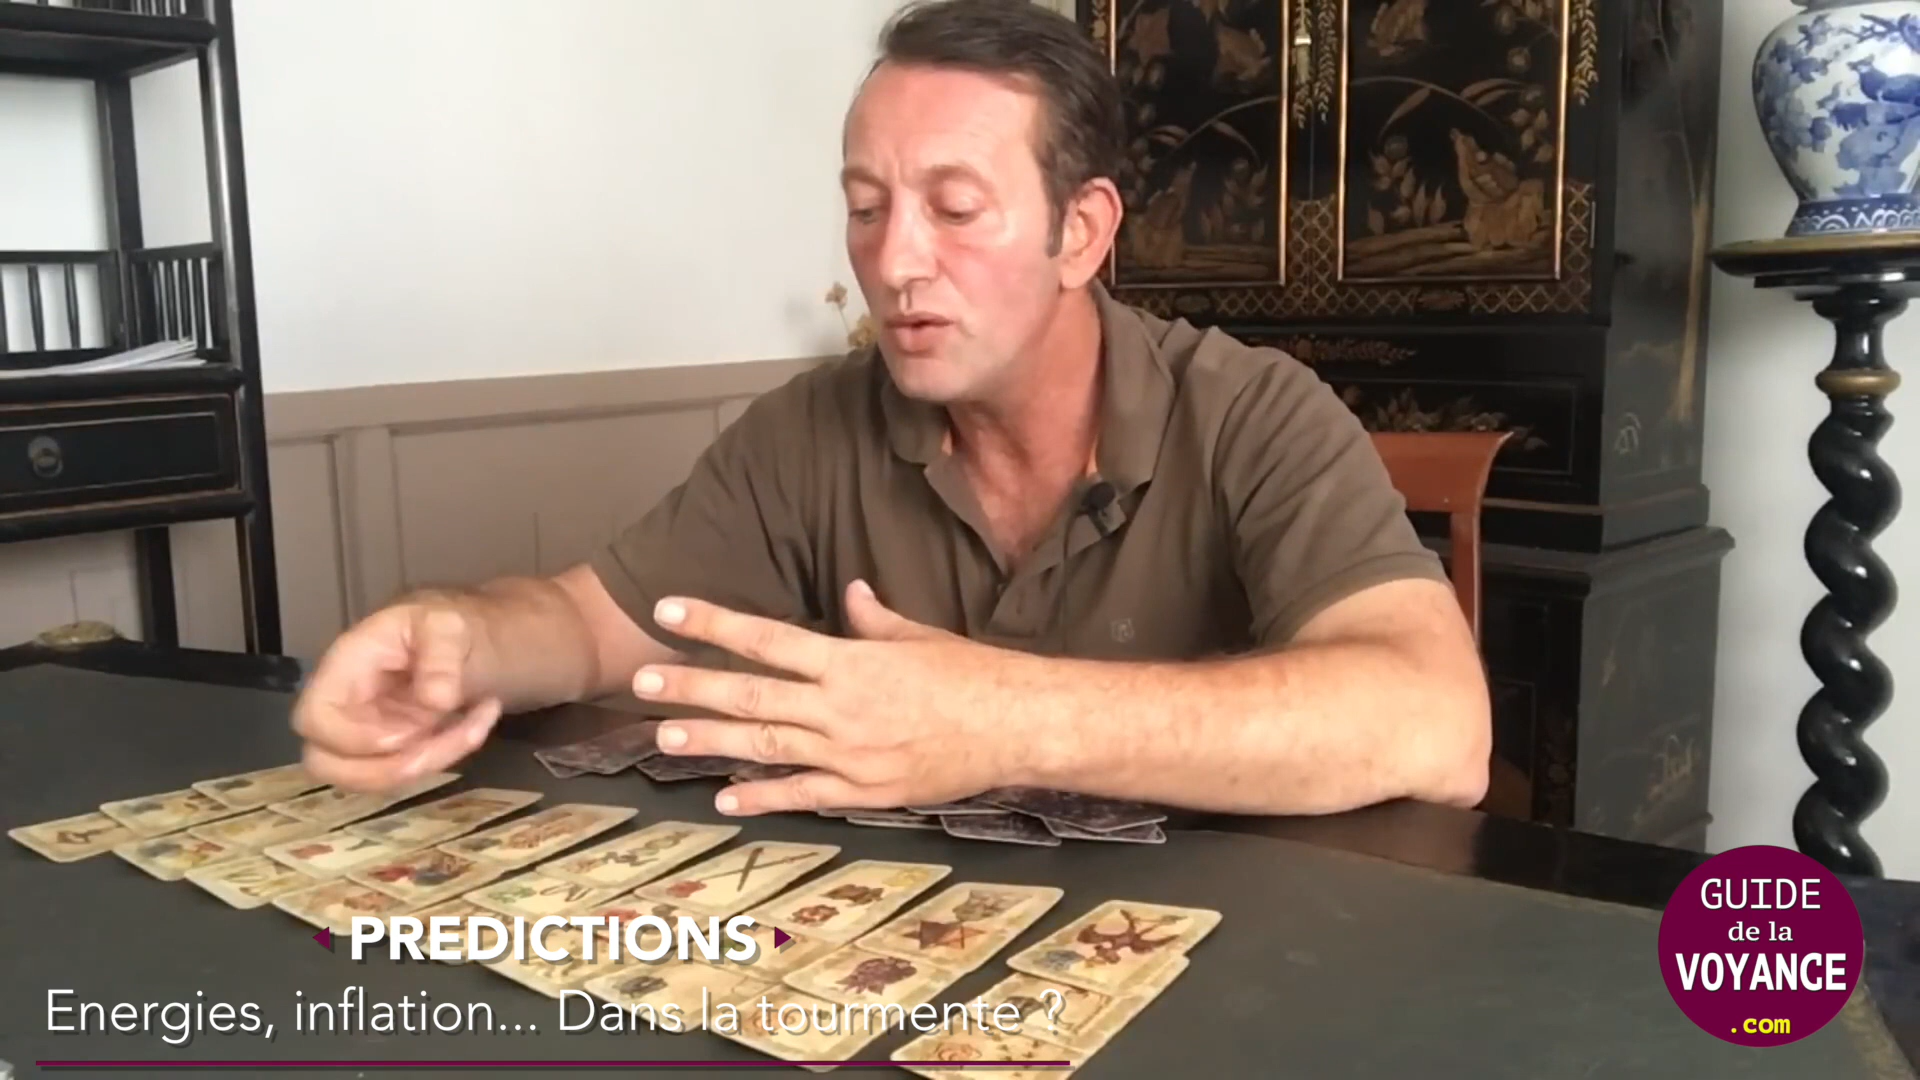 PREDICTIONS
Energies, inflation... Dans la tourmente ?
GUIDE
de la
VOYANCE
.com